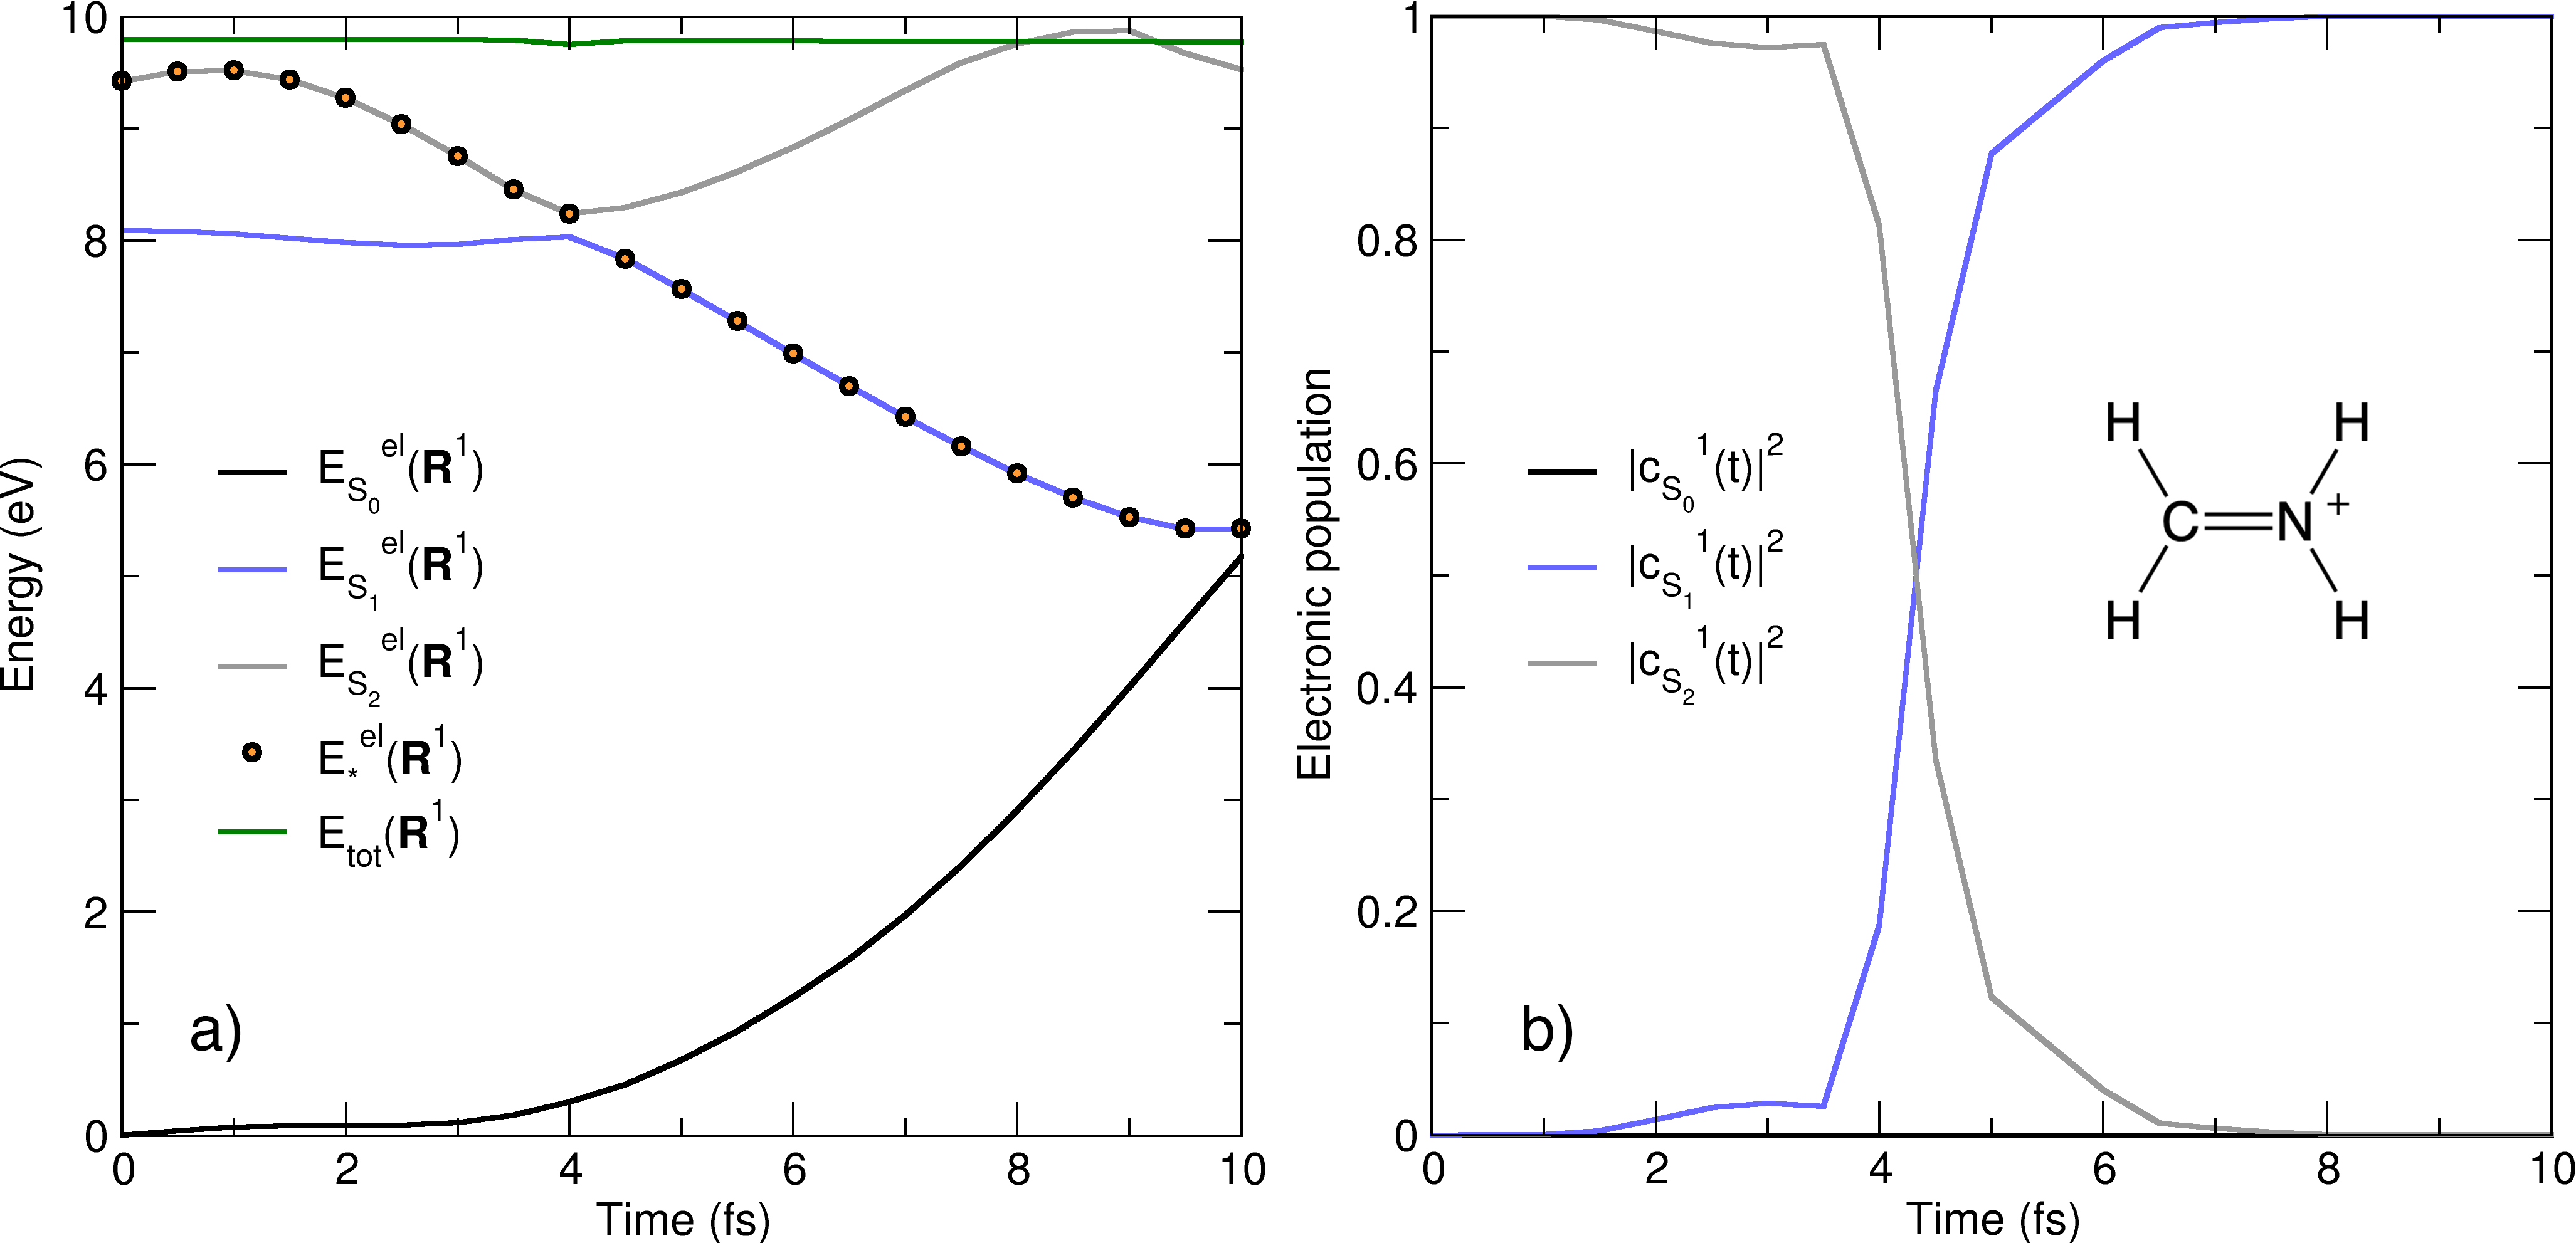 10
8
6
4
2
0
Energy (eV)
E_{S_0}^{el}(R^1)
E_{S_1}^{el}(R^1)
E_{S_2}^{el}(R^1)
E_*^{el}(R^1)
E_{tot}(R^1)
a)
0 2 4 6 8 10
Time (fs)
1
0.8
0.6
0.4
0.2
0
Electronic population
|c_{S_0}^1(t)|^2
|c_{S_1}^1(t)|^2
|c_{S_2}^1(t)|^2
H H
C N +
H H
b)
0 2 4 6 8 10
Time (fs)